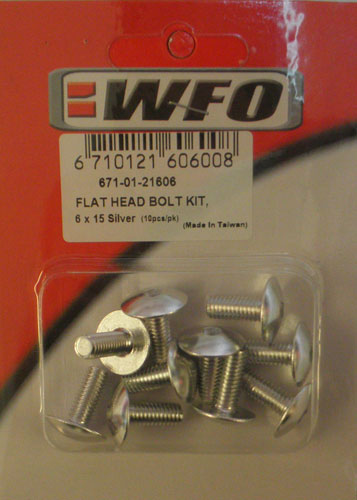 WFO
6 710121 606008
671-01-21606
FLAT HEAD BOLT KIT,
6 x 15 Silver (10pcs/pk)
(Made In Taiwan)